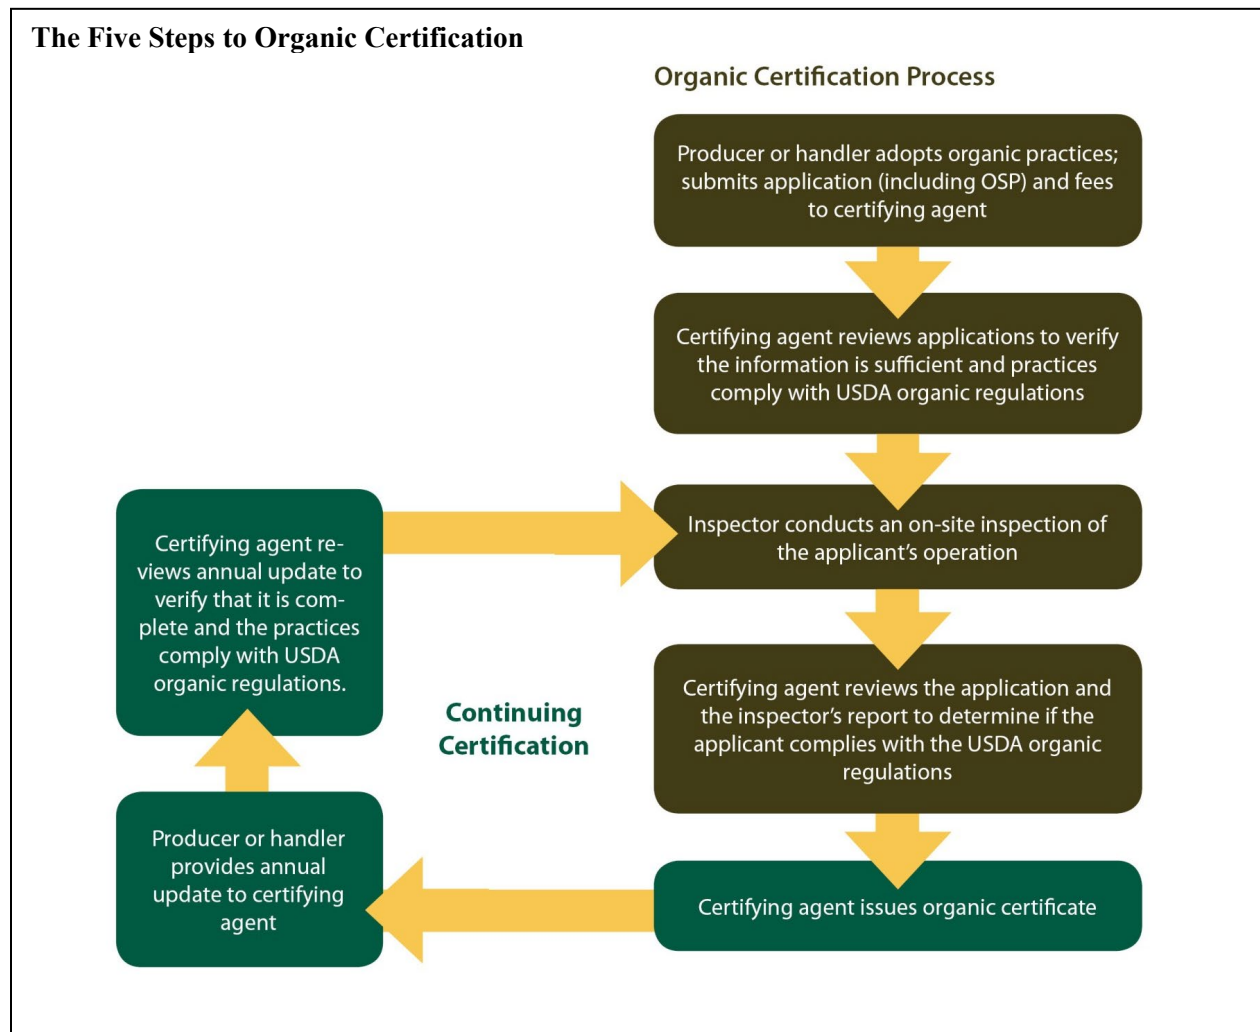 The Five Steps to Organic Certification
Organic Certification Process
Producer or handler adopts organic practices;
submits application (including OSP) and fees
to certifying agent
Certifying agent reviews applications to verify
the information is sufficient and practices
comply with USDA organic regulations
Inspector conducts an on-site inspection of
the applicant’s operation
Certifying agent reviews the application and
the inspector’s report to determine if the
applicant complies with the USDA organic
regulations
Certifying agent issues organic certificate
Continuing
Certification
Producer or handler
provides annual
update to certifying
agent
Certifying agent re-
views annual update to
verify that it is com-
plete and the practices
comply with USDA
organic regulations.